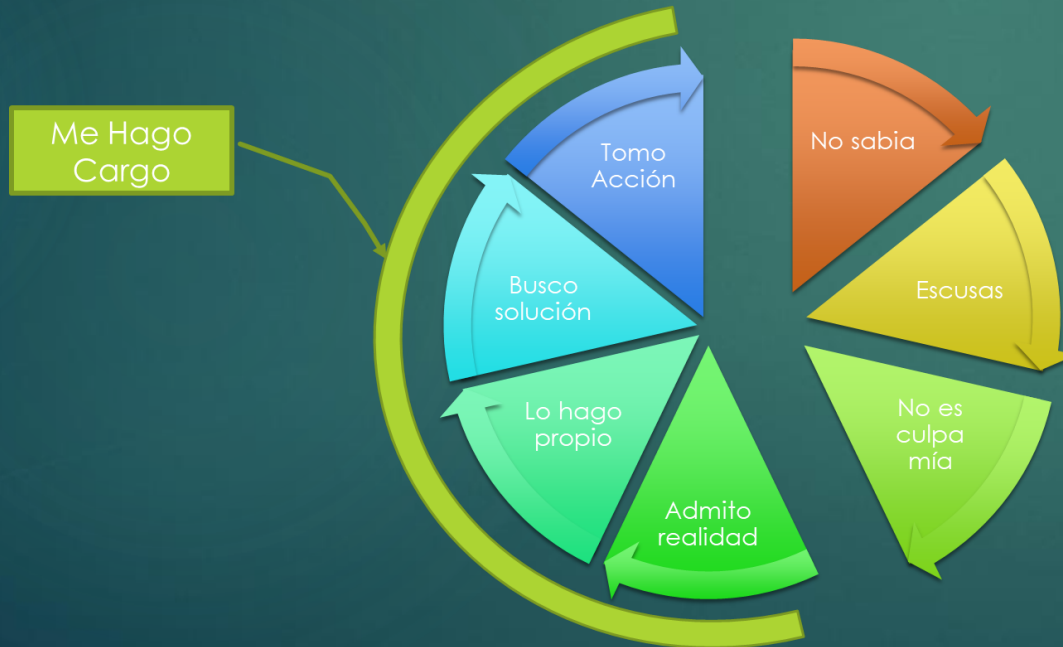 Me Hago
Cargo
No sabia
Escusas
No es
culpa
mía
Admito
realidad
Lo hago
propio
Busco
solución
Tomo
Acción